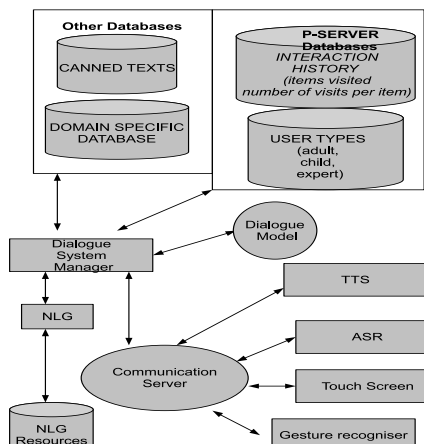 Other Databases
CANNED TEXTS
DOMAIN SPECIFIC
DATABASE
P-SERVER
Databases
INTERACTION
HISTORY
(items visited
number of visits per item)
USER TYPES
(adult,
child,
expert)
Dialogue
System
Manager
Dialogue
Model
NLG
NLG
Resources
Communication
Server
TTS
ASR
Touch Screen
Gesture recogniser